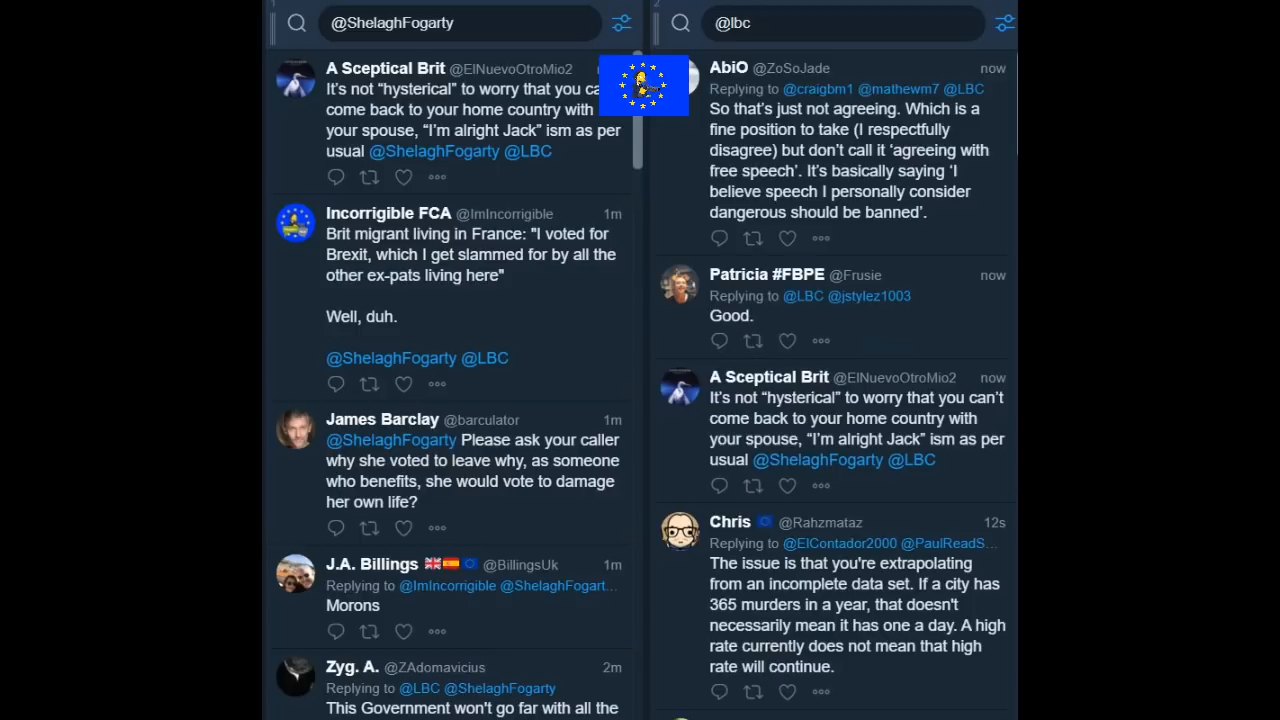 1
@ShelaghFogarty
A Sceptical Brit @ElNuevoOtroMio2
It's not “hysterical” to worry that you
come back to your home country with
your spouse, “I'm alright Jack” ism as per
usual @ShelaghFogarty @LBC
Incorrigible FCA @ImIncorrigible 1m
Brit migrant living in France: "I voted for
Brexit, which I get slammed for by all the
other ex-pats living here"
Well, duh.
@ShelaghFogarty @LBC
James Barclay @barculator 1m
@ShelaghFogarty Please ask your caller
why she voted to leave why, as someone
who benefits, she would vote to damage
her own life?
J.A. Billings @BillingsUk 1m
Replying to @ImIncorrigible @ShelaghFogart...
Morons
Zyg. A. @ZAdomavicius 2m
Replying to @LBC @ShelaghFogarty
This Government won't go far with all the
2
@lbc
AbiO @ZoSoJade now
Replying to @craigbm1 @mathewm7 @LBC
So that's just not agreeing. Which is a
fine position to take (I respectfully
disagree) but don't call it ‘agreeing with
free speech’. It's basically saying ‘I
believe speech I personally consider
dangerous should be banned’.
Patricia #FBPE @Frusie now
Replying to @LBC @jstylez1003
Good.
A Sceptical Brit @ElNuevoOtroMio2 now
It's not “hysterical” to worry that you can't
come back to your home country with
your spouse, “I'm alright Jack” ism as per
usual @ShelaghFogarty @LBC
Chris @Rahzmataz 12s
Replying to @ElContador2000 @PaulReadS...
The issue is that you're extrapolating
from an incomplete data set. If a city has
365 murders in a year, that doesn't
necessarily mean it has one a day. A high
rate currently does not mean that high
rate will continue.